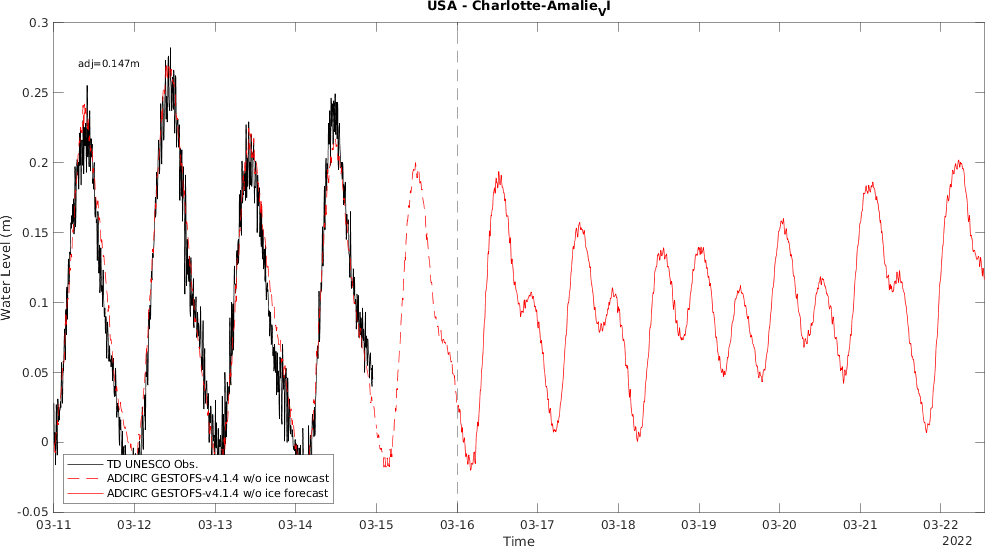 USA - Charlotte-AmalieVI
0.3
adj=0.147m
0.25
0.2
0.15
Water Level (m)
0.1
0.05
0
TD UNESCO Obs.
ADCIRC GESTOFS-v4.1.4 w/o ice nowcast
ADCIRC GESTOFS-v4.1.4 w/o ice forecast
-0.05
03-11 03-12 03-13 03-14 03-15 03-16 03-17 03-18 03-19 03-20 03-21 03-22
Time
2022